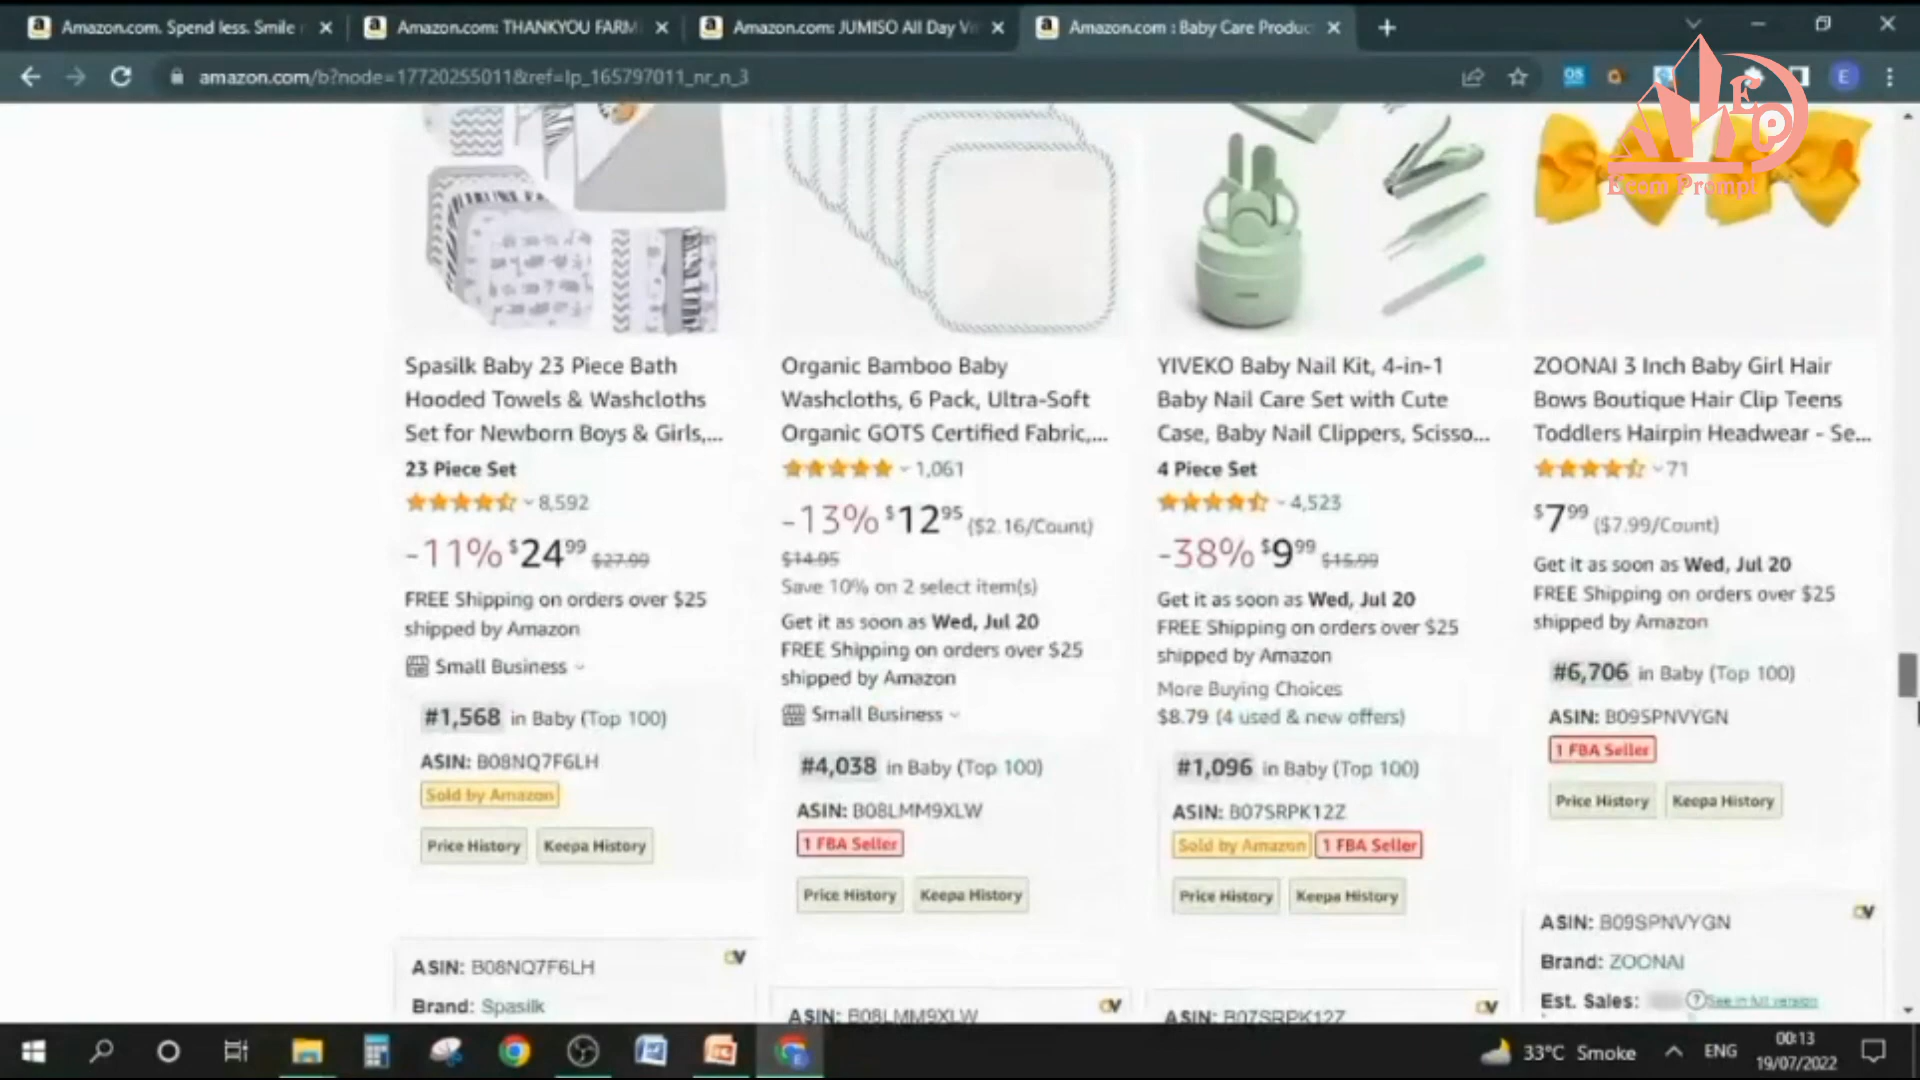 Amazon.com. Spend less. Smile
Amazon.com: THANKYOU FARM
Amazon.com: JUMISO All Day
Amazon.com : Baby Care Produc
amazon.com/b?node=17720255011&ref=lp_165797011_nr_n_3
E
EP
Ecom Prompt
Spasilk Baby 23 Piece Bath
Hooded Towels & Washcloths
Set for Newborn Boys & Girls,...
23 Piece Set
8,592
-11% $24.99 $27.99
FREE Shipping on orders over $25
shipped by Amazon
Small Business
#1,568 in Baby (Top 100)
ASIN: B08NQ7F6LH
Sold by Amazon
Price History Keepa History
ASIN: B08NQ7F6LH
Brand: Spasilk
Organic Bamboo Baby
Washcloths, 6 Pack, Ultra-Soft
Organic GOTS Certified Fabric,...
1,061
-13% $12.95 ($2.16/Count)
$14.95
Save 10% on 2 select item(s)
Get it as soon as Wed, Jul 20
FREE Shipping on orders over $25
shipped by Amazon
Small Business
#4,038 in Baby (Top 100)
ASIN: B08LMM9XLW
1 FBA Seller
Price History Keepa History
ASIN: B08LMM9XLW
YIVEKO Baby Nail Kit, 4-in-1
Baby Nail Care Set with Cute
Case, Baby Nail Clippers, Scisso...
4 Piece Set
4,523
-38% $9.99 $15.99
Get it as soon as Wed, Jul 20
FREE Shipping on orders over $25
shipped by Amazon
More Buying Choices
$8.79 (4 used & new offers)
#1,096 in Baby (Top 100)
ASIN: B07SRPK12Z
Sold by Amazon 1 FBA Seller
Price History Keepa History
ASIN: B07SRPK12Z
ZOONAI 3 Inch Baby Girl Hair
Bows Boutique Hair Clip Teens
Toddlers Hairpin Headwear - Se...
71
$7.99 ($7.99/Count)
Get it as soon as Wed, Jul 20
FREE Shipping on orders over $25
shipped by Amazon
#6,706 in Baby (Top 100)
ASIN: B09SPNVYGN
1 FBA Seller
Price History Keepa History
ASIN: B09SPNVYGN
Brand: ZOONAI
Est. Sales: See in full version
33°C Smoke
ENG
00:13
19/07/2022